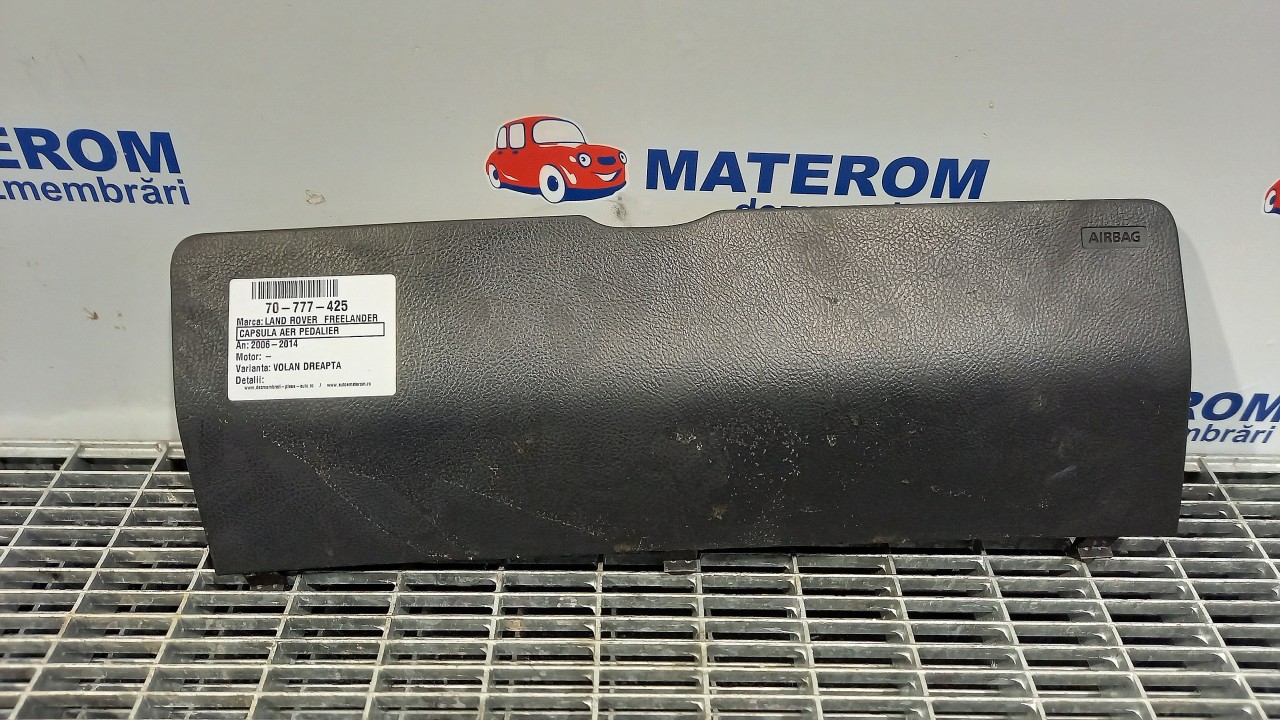 EROM
zmembrări
MATEROM
AIRBAG
70-777-425
Marca: LAND ROVER FREELANDER
CAPSULA AER PEDALIER
An: 2006-2014
Motor: -
Varianta: VOLAN DREAPTA
Detalii:
ROM
mbrări